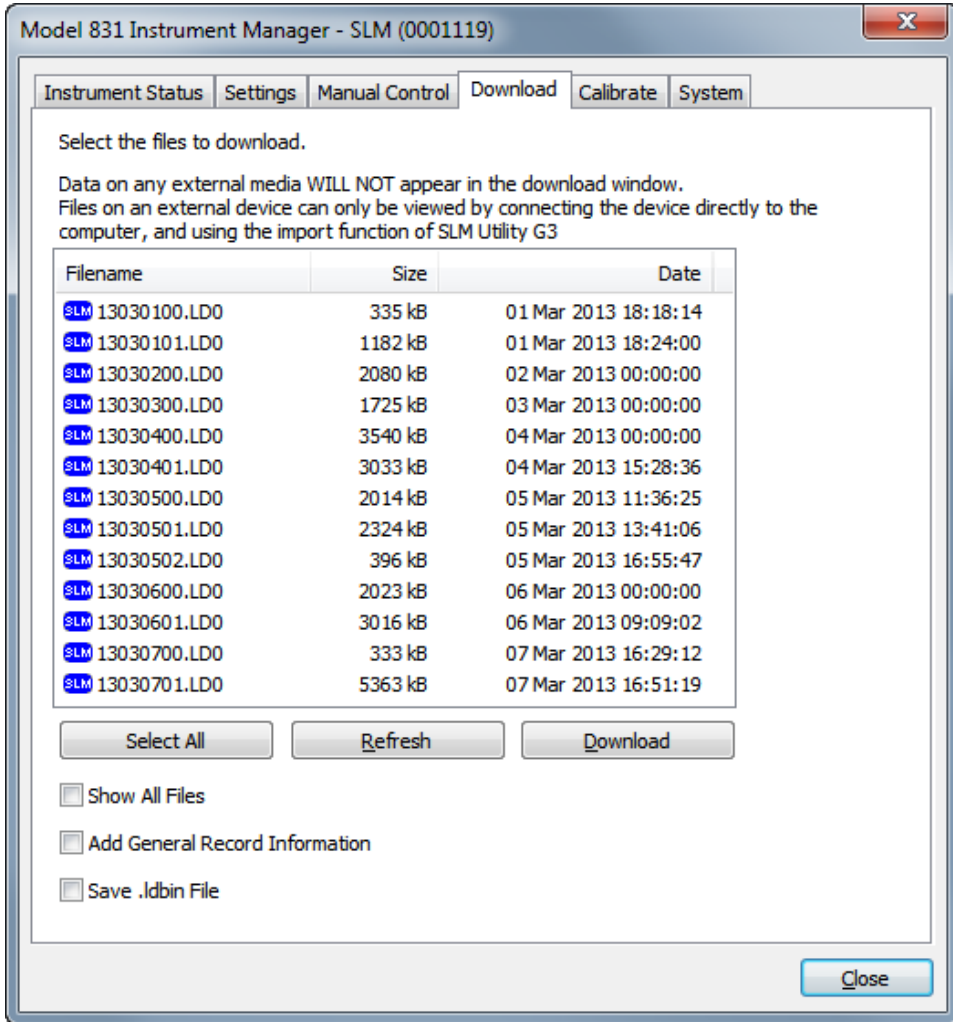 Model 831 Instrument Manager - SLM (0001119)
x
Instrument Status Settings Manual Control Download Calibrate System
Select the files to download.
Data on any external media WILL NOT appear in the download window.
Files on an external device can only be viewed by connecting the device directly to the
computer, and using the import function of SLM Utility G3
Filename Size Date
SLM 13030100.LD0 335 kB 01 Mar 2013 18:18:14
SLM 13030101.LD0 1182 kB 01 Mar 2013 18:24:00
SLM 13030200.LD0 2080 kB 02 Mar 2013 00:00:00
SLM 13030300.LD0 1725 kB 03 Mar 2013 00:00:00
SLM 13030400.LD0 3540 kB 04 Mar 2013 00:00:00
SLM 13030401.LD0 3033 kB 04 Mar 2013 15:28:36
SLM 13030500.LD0 2014 kB 05 Mar 2013 11:36:25
SLM 13030501.LD0 2324 kB 05 Mar 2013 13:41:06
SLM 13030502.LD0 396 kB 05 Mar 2013 16:55:47
SLM 13030600.LD0 2023 kB 06 Mar 2013 00:00:00
SLM 13030601.LD0 3016 kB 06 Mar 2013 09:09:02
SLM 13030700.LD0 333 kB 07 Mar 2013 16:29:12
SLM 13030701.LD0 5363 kB 07 Mar 2013 16:51:19
Select All Refresh Download
Show All Files
Add General Record Information
Save .ldbin File
Close